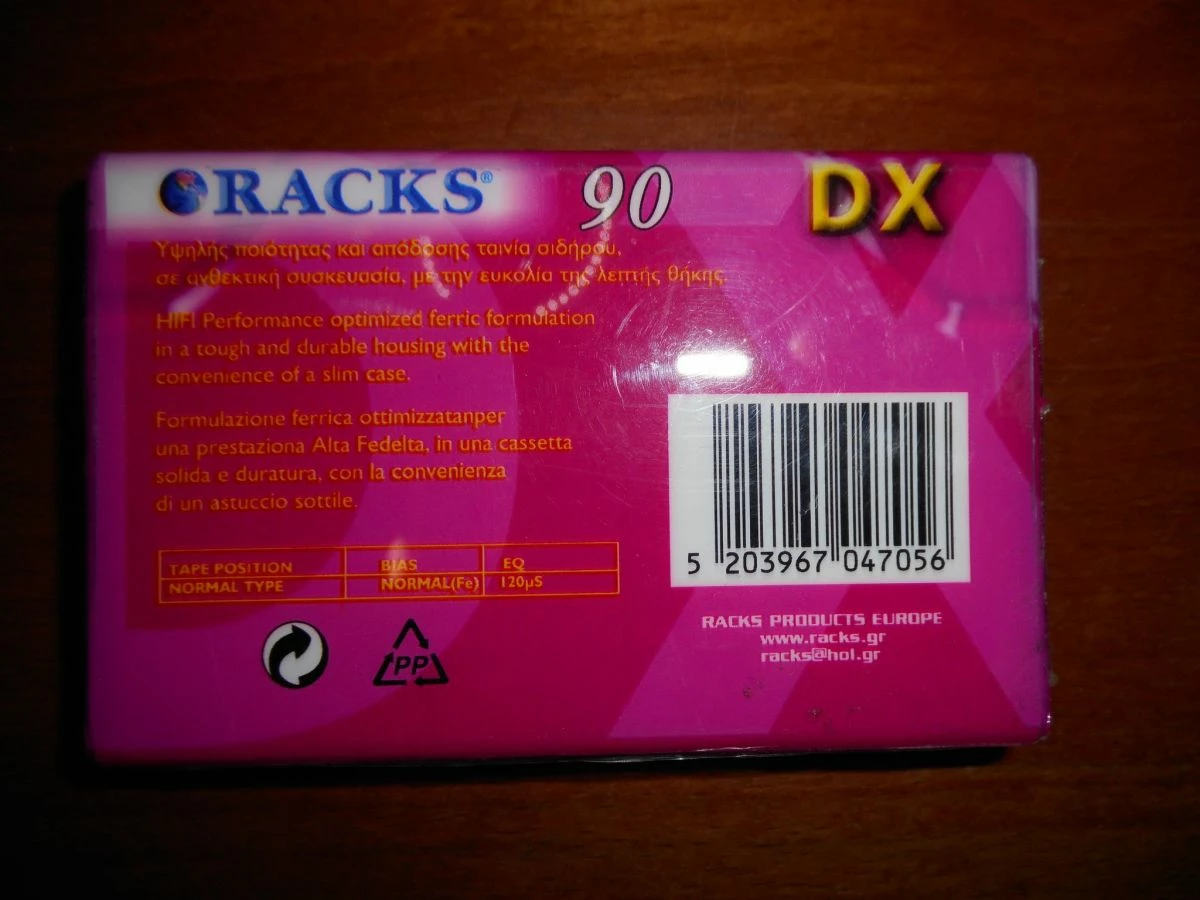 RACKS® 90 DX
Υψηλής ποιότητας και απόδοσης ταινία σιδήρου,
σε ανθεκτική συσκευασία, με την ευκολία της λεπτής θήκης.
HIFI Performance optimized ferric formulation
in a tough and durable housing with the
convenience of a slim case.
Formulazione ferrica ottimizzatanper
una prestaziona Alta Fedelta, in una cassetta
solida e duratura, con la convenienza
di un astuccio sottile.
TAPE POSITION BIAS EQ
NORMAL TYPE NORMAL(Fe) 120µS
PP
5 203967 047056
RACKS PRODUCTS EUROPE
www.racks.gr
racks@hol.gr